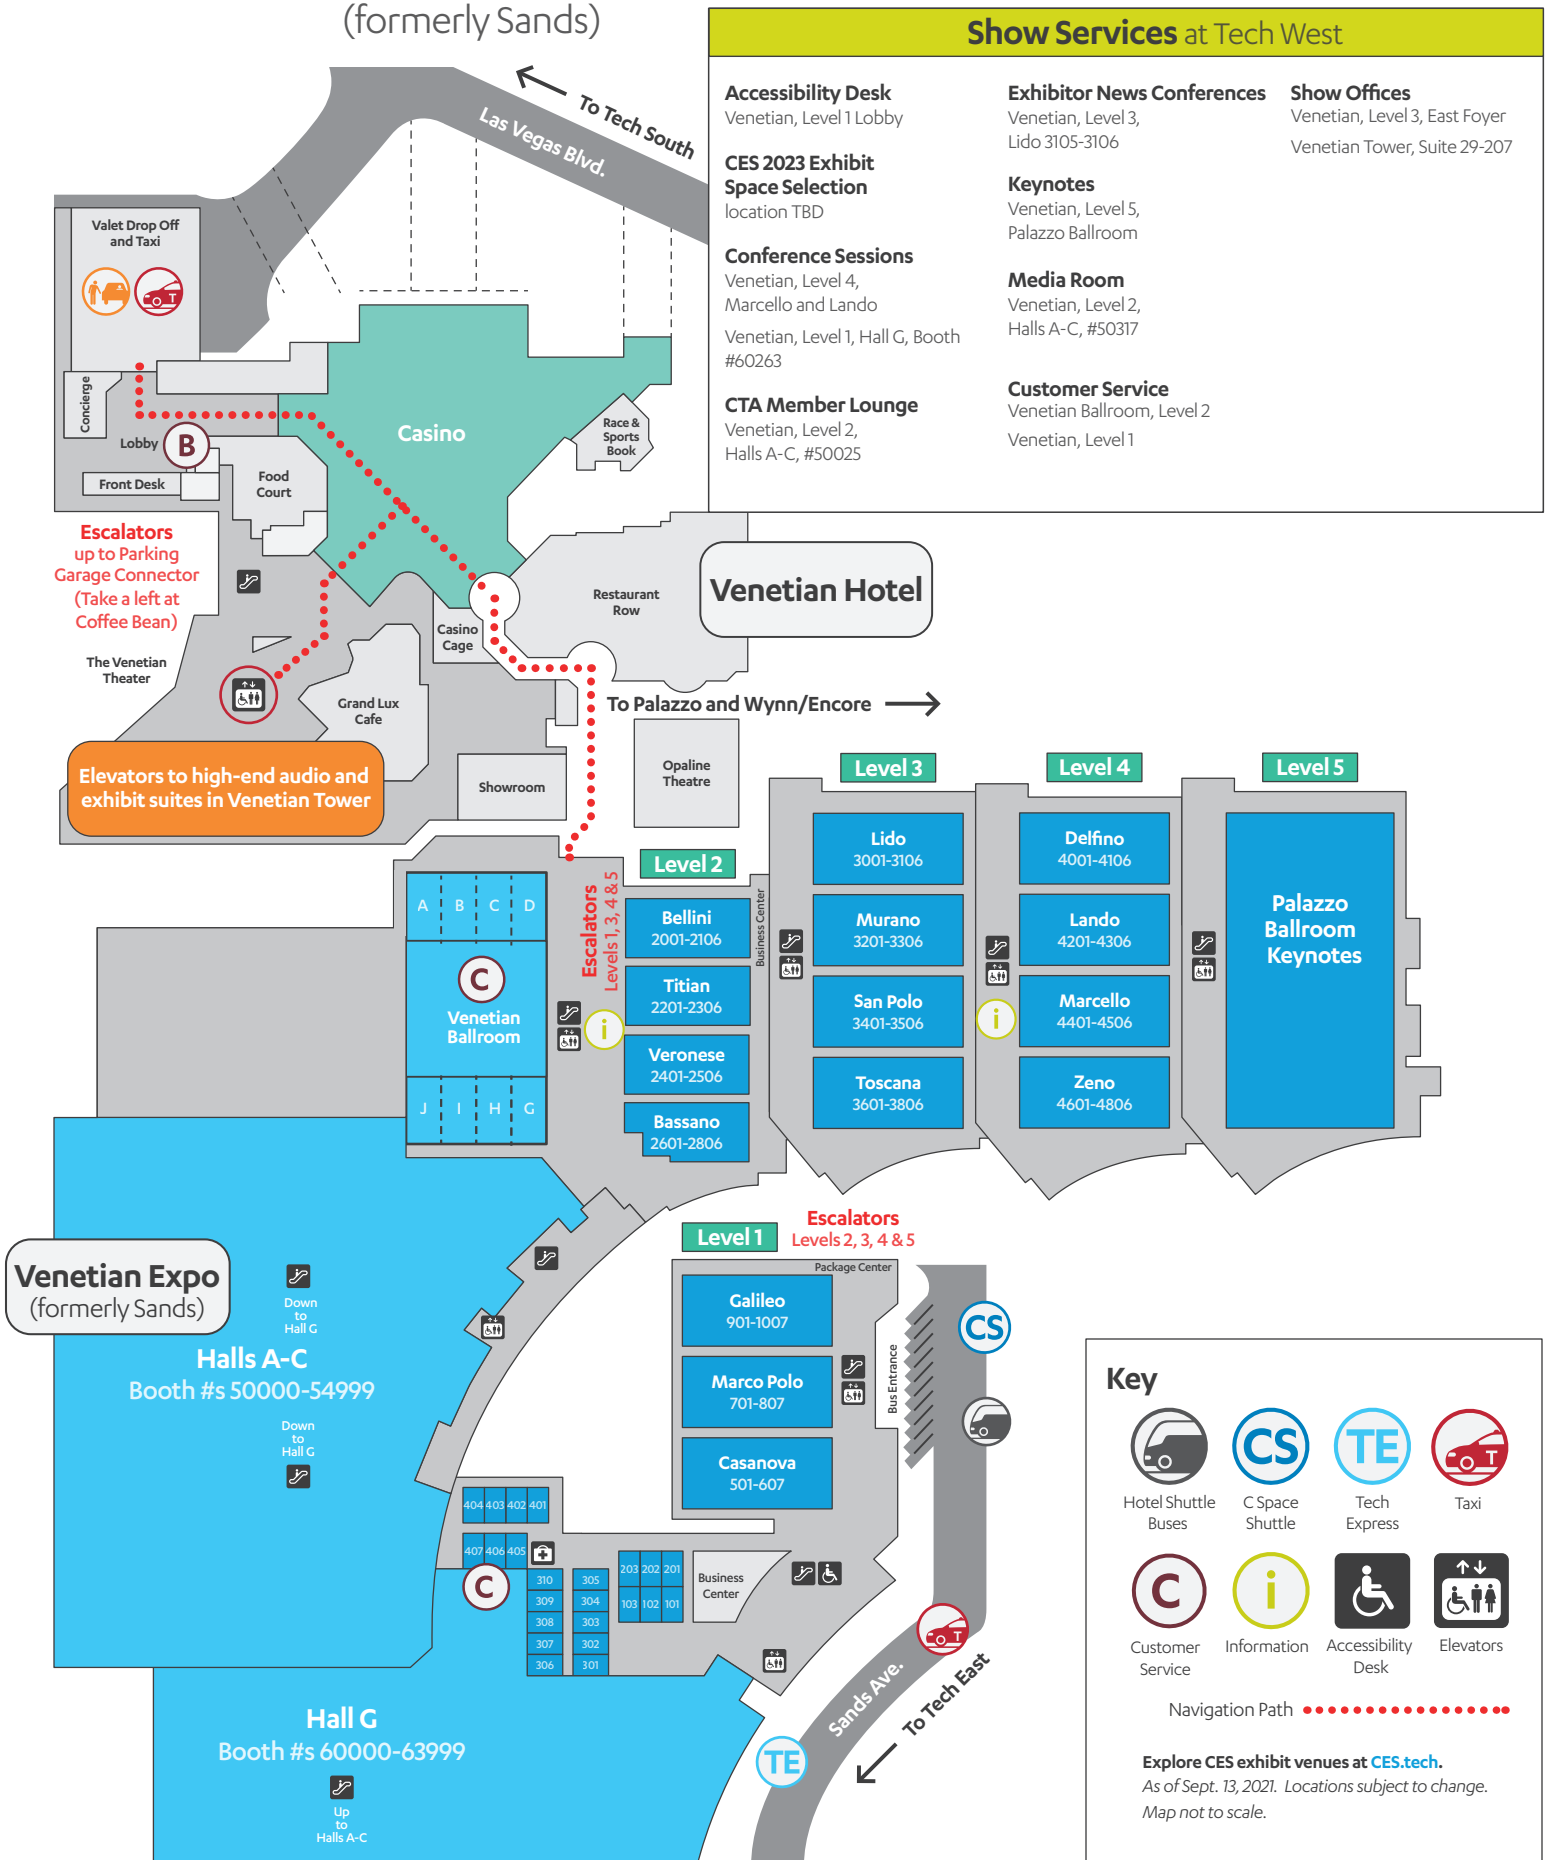 (formerly Sands)
Show Services at Tech West
Accessibility Desk
Venetian, Level 1 Lobby
CES 2023 Exhibit
Space Selection
location TBD
Conference Sessions
Venetian, Level 4,
Marcello and Lando
Venetian, Level 1, Hall G, Booth
#60263
CTA Member Lounge
Venetian, Level 2,
Halls A-C, #50025
Exhibitor News Conferences
Venetian, Level 3,
Lido 3105-3106
Keynotes
Venetian, Level 5,
Palazzo Ballroom
Media Room
Venetian, Level 2,
Halls A-C, #50317
Customer Service
Venetian Ballroom, Level 2
Venetian, Level 1
Show Offices
Venetian, Level 3, East Foyer
Venetian Tower, Suite 29-207
To Tech South
Las Vegas Blvd.
Valet Drop Off
and Taxi
T
Concierge
Lobby
B
Front Desk
Food
Court
Casino
Race &
Sports
Book
Escalators
up to Parking
Garage Connector
(Take a left at
Coffee Bean)
The Venetian
Theater
Casino
Cage
Restaurant
Row
Venetian Hotel
Grand Lux
Cafe
To Palazzo and Wynn/Encore
Elevators to high-end audio and
exhibit suites in Venetian Tower
Showroom
Opaline
Theatre
Level 2
Level 3
Level 4
Level 5
A
B
C
D
C
Venetian
Ballroom
J
I
H
G
Escalators
Levels 1, 3, 4 & 5
i
Bellini
2001-2106
Titian
2201-2306
Veronese
2401-2506
Bassano
2601-2806
Business Center
Lido
3001-3106
Murano
3201-3306
San Polo
3401-3506
Toscana
3601-3806
i
Delfino
4001-4106
Lando
4201-4306
Marcello
4401-4506
Zeno
4601-4806
Palazzo
Ballroom
Keynotes
Venetian Expo
(formerly Sands)
Down
to
Hall G
Halls A-C
Booth #s 50000-54999
Down
to
Hall G
Level 1
Escalators
Levels 2, 3, 4 & 5
Package Center
Galileo
901-1007
Marco Polo
701-807
Casanova
501-607
Bus Entrance
CS
404 403 402 401
407 406 405
C
310
309
308
307
306
305
304
303
302
301
203 202 201
103 102 101
Business
Center
T
Sands Ave.
To Tech East
TE
Hall G
Booth #s 60000-63999
Up
to
Halls A-C
Key
CS
TE
T
Hotel Shuttle
Buses
C Space
Shuttle
Tech
Express
Taxi
C
i
Customer
Service
Information
Accessibility
Desk
Elevators
Navigation Path
Explore CES exhibit venues at CES.tech.
As of Sept. 13, 2021. Locations subject to change.
Map not to scale.